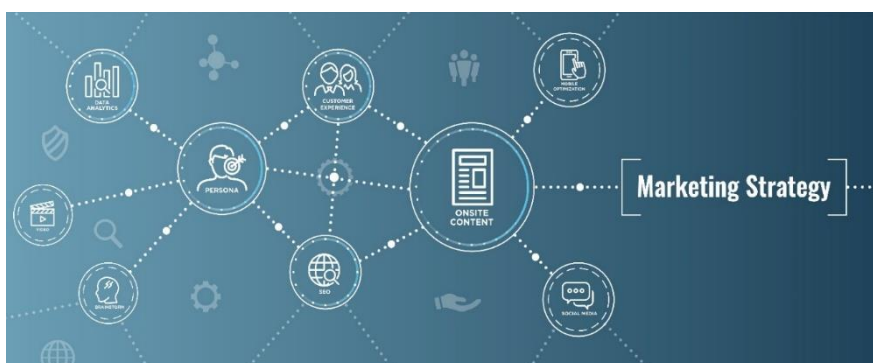 DATA
ANALYTICS
CUSTOMER
EXPERIENCE
MOBILE
OPTIMIZATION
PERSONA
ONSITE
CONTENT
Marketing Strategy
VIDEO
SEO
BRAINSTORM
SOCIAL MEDIA